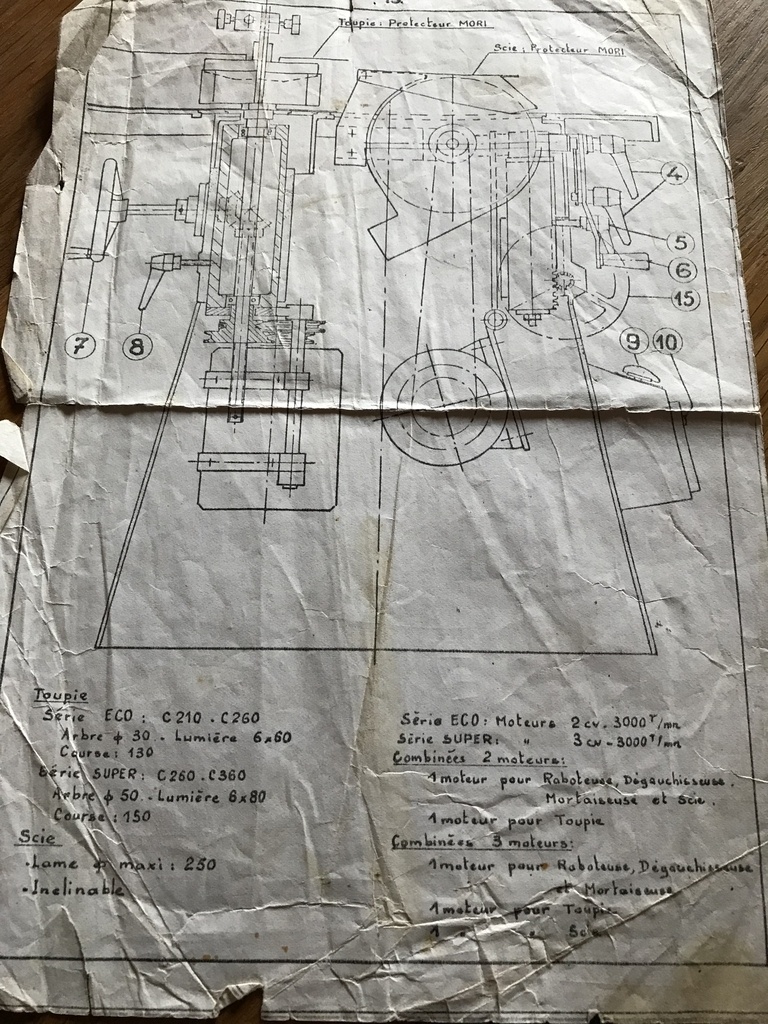 Toupie : Protecteur MORI
Scie : Protecteur MORI
4
5
6
15
7
8
9 10
Toupie
Série ECO : C210 . C260
Arbre ϕ 30 . Lumière 6x60
Course : 130
Série SUPER : C260 . C360
Arbre ϕ 50 . Lumière 6x80
Course : 150
Scie
. Lame ϕ maxi : 250
. Inclinable
Série ECO : Moteurs 2 cv . 3000 T/mn
Série SUPER : " 3 cv - 3000 T/mn
Combinées 2 moteurs :
1 moteur pour Raboteuse, Dégauchisseuse.
Mortaiseuse et Scie.
1 moteur pour Toupie
Combinées 3 moteurs :
1 moteur pour Raboteuse, Dégauchisseuse
et Mortaiseuse
1 moteur pour Toupie
1 " " Scie